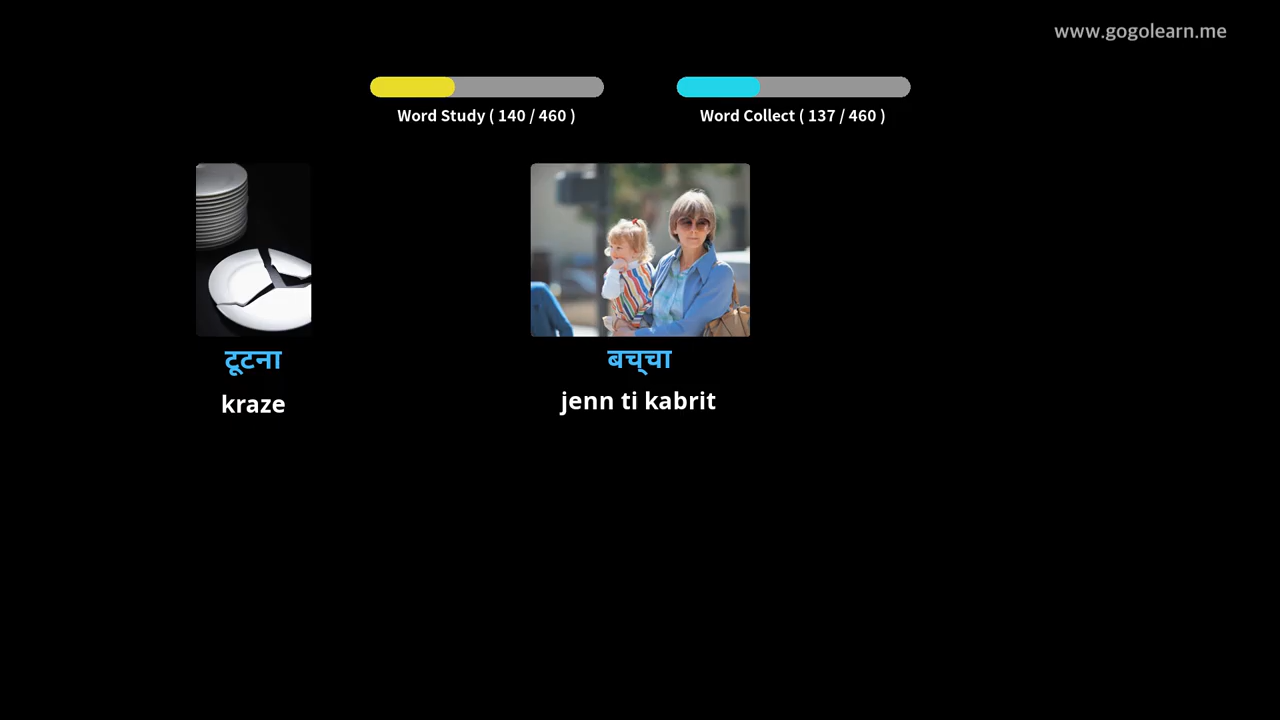 www.gogolearn.me
Word Study ( 140 / 460 )
Word Collect ( 137 / 460 )
टूटना
kraze
बच्चा
jenn ti kabrit